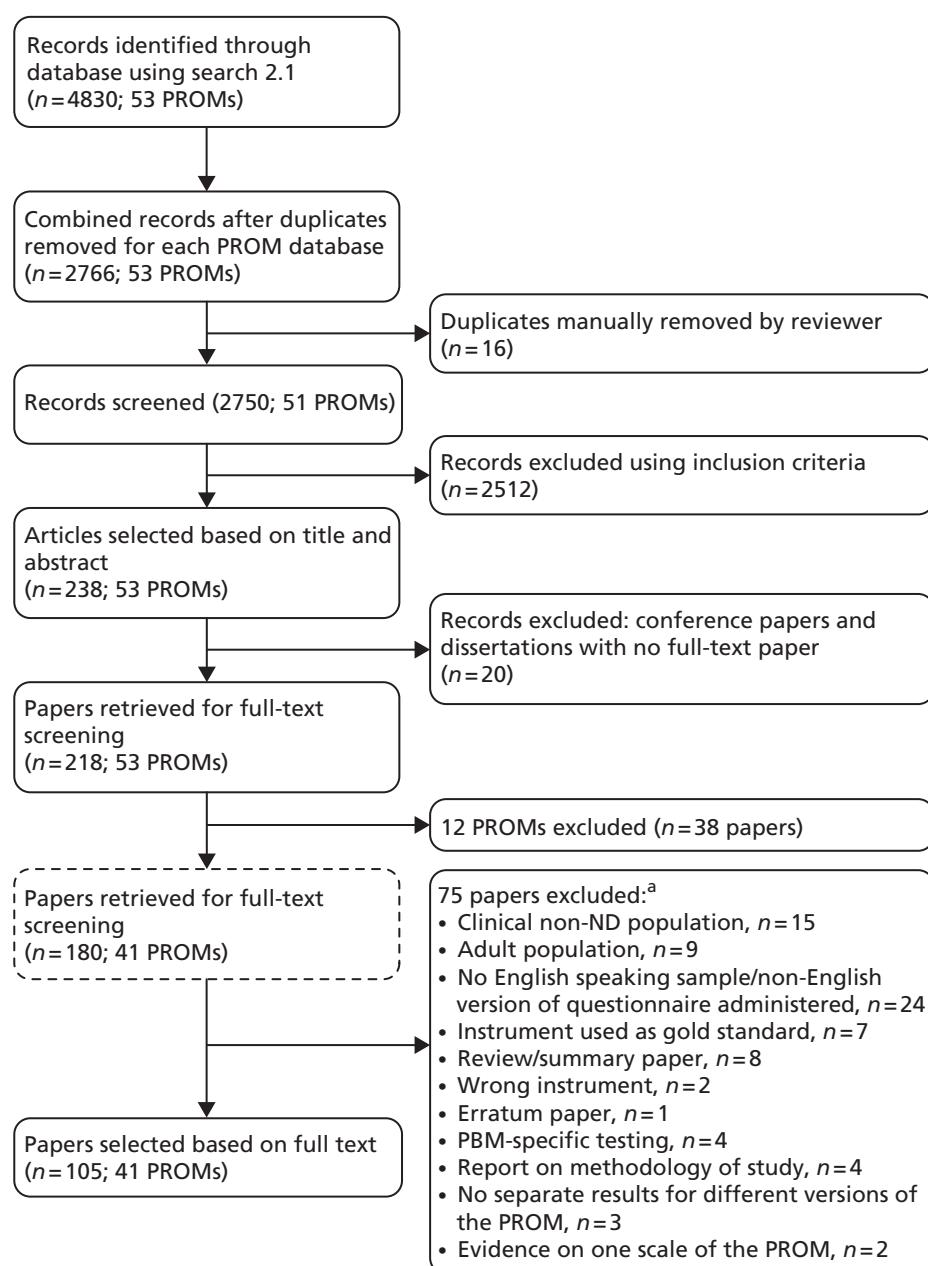 Records identified through
database using search 2.1
(n=4830; 53 PROMs)
Combined records after duplicates
removed for each PROM database
(n=2766; 53 PROMs)
Duplicates manually removed by reviewer
(n=16)
Records screened (2750; 51 PROMs)
Records excluded using inclusion criteria
(n=2512)
Articles selected based on title and
abstract
(n=238; 53 PROMs)
Records excluded: conference papers and
dissertations with no full-text paper
(n=20)
Papers retrieved for full-text
screening
(n=218; 53 PROMs)
12 PROMs excluded (n=38 papers)
Papers retrieved for full-text
screening
(n=180; 41 PROMs)
75 papers excluded:a
• Clinical non-ND population, n=15
• Adult population, n=9
• No English speaking sample/non-English
version of questionnaire administered, n=24
• Instrument used as gold standard, n=7
• Review/summary paper, n=8
• Wrong instrument, n=2
• Erratum paper, n=1
• PBM-specific testing, n=4
• Report on methodology of study, n=4
• No separate results for different versions of
the PROM, n=3
• Evidence on one scale of the PROM, n=2
Papers selected based on full text
(n=105; 41 PROMs)